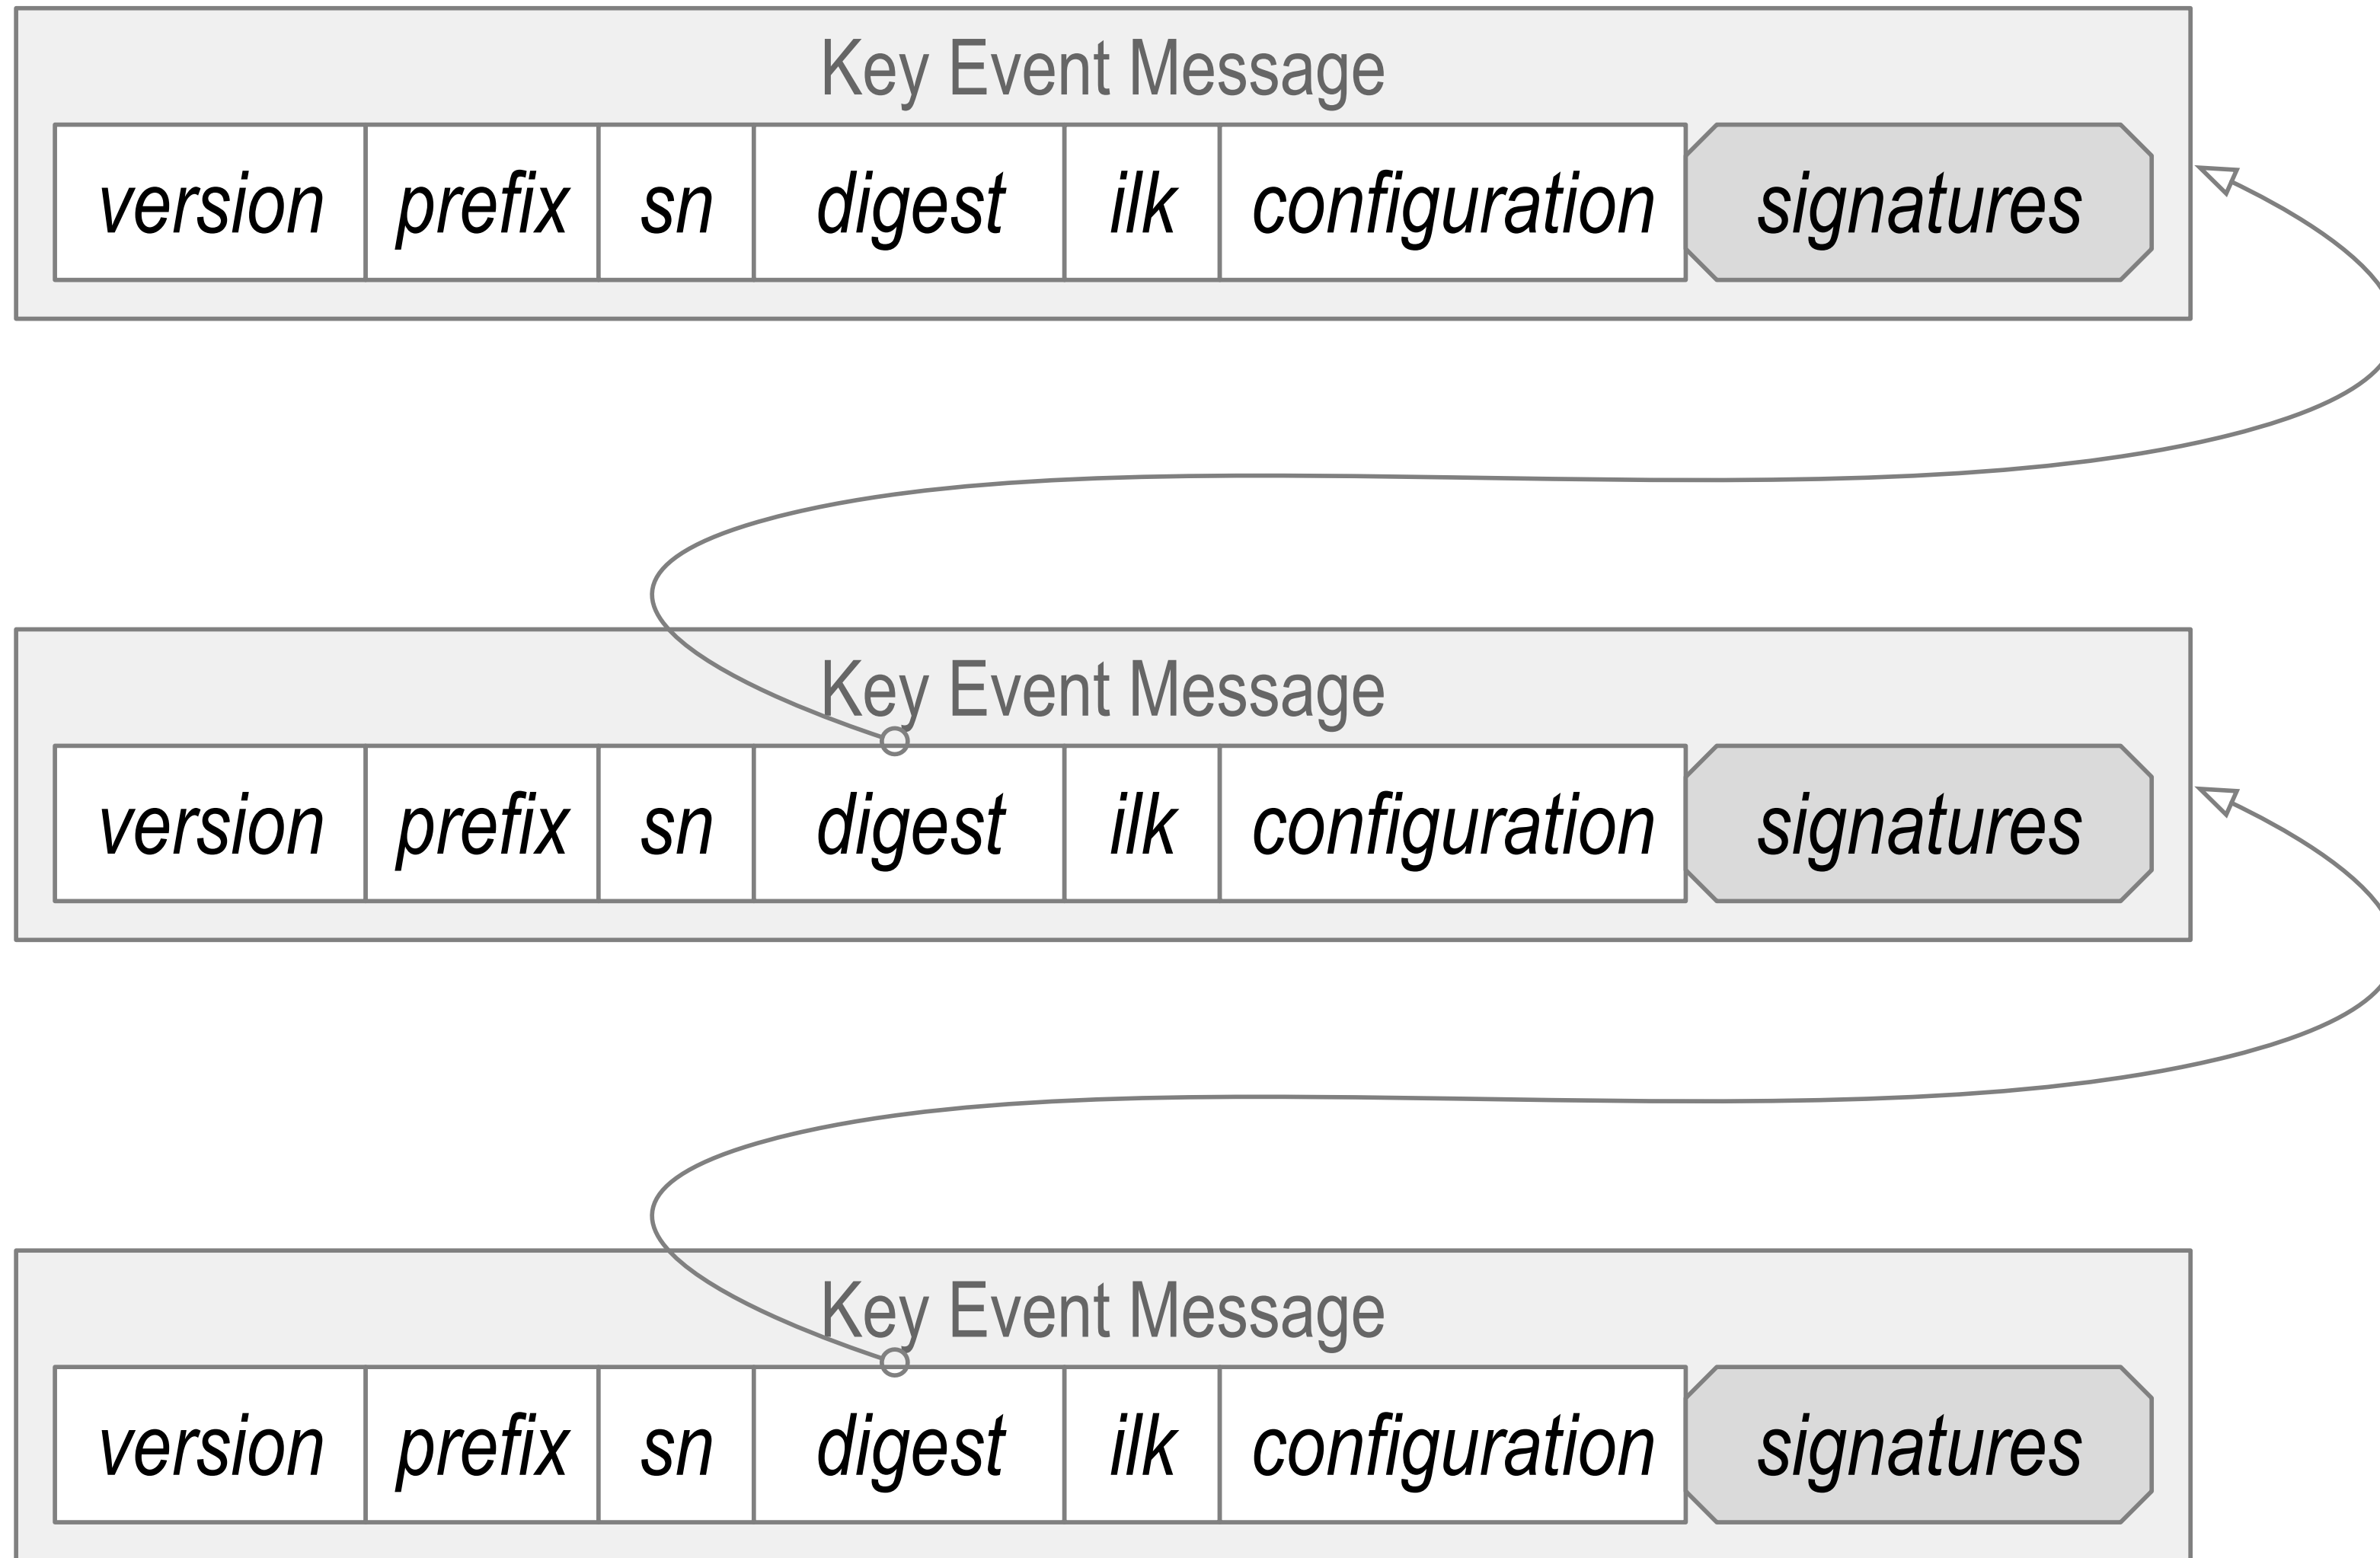 Key Event Message
version prefix sn digest ilk configuration signatures
Key Event Message
version prefix sn digest ilk configuration signatures
Key Event Message
version prefix sn digest ilk configuration signatures